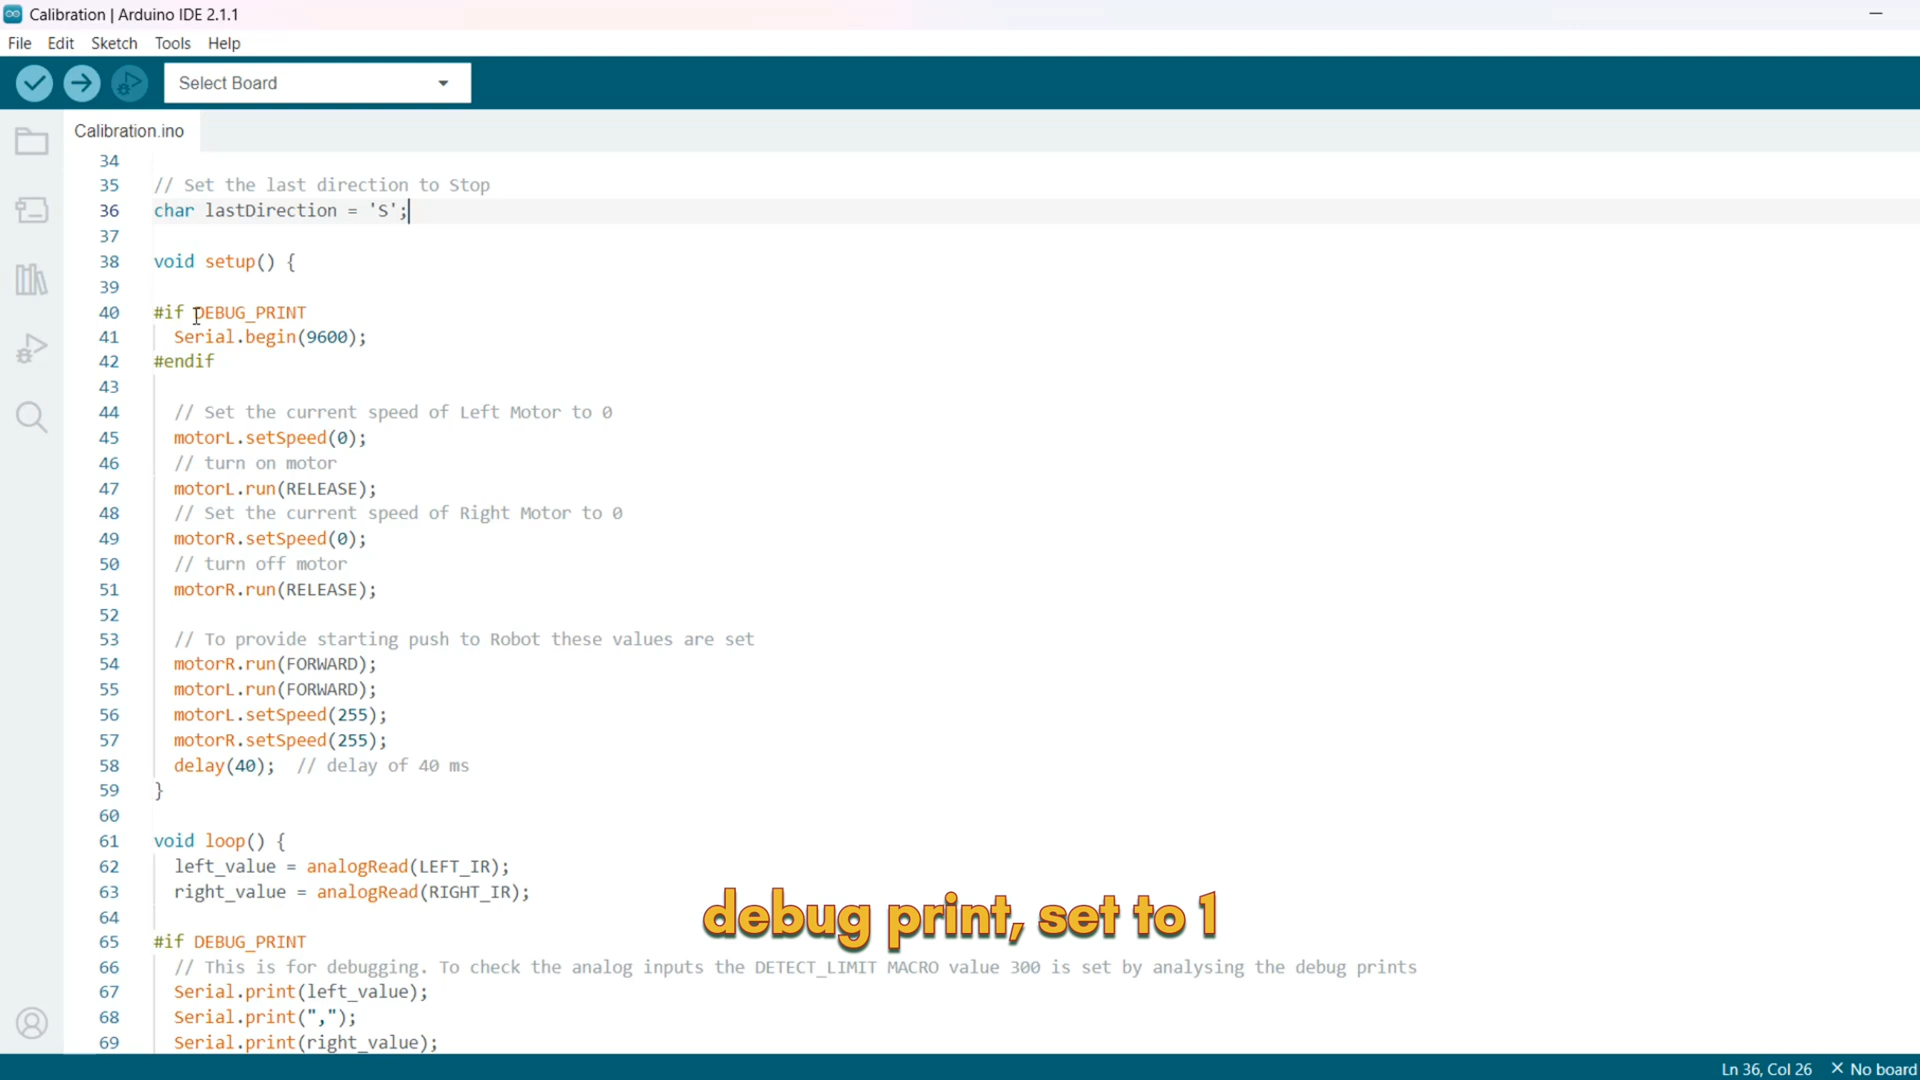 Calibration | Arduino IDE 2.1.1
File Edit Sketch Tools Help
Select Board
Calibration.ino
34
35 // Set the last direction to Stop
36 char lastDirection = 'S';
37
38 void setup() {
39
40 #if DEBUG_PRINT
41 Serial.begin(9600);
42 #endif
43
44 // Set the current speed of Left Motor to 0
45 motorL.setSpeed(0);
46 // turn on motor
47 motorL.run(RELEASE);
48 // Set the current speed of Right Motor to 0
49 motorR.setSpeed(0);
50 // turn off motor
51 motorR.run(RELEASE);
52
53 // To provide starting push to Robot these values are set
54 motorR.run(FORWARD);
55 motorL.run(FORWARD);
56 motorL.setSpeed(255);
57 motorR.setSpeed(255);
58 delay(40); // delay of 40 ms
59 }
60
61 void loop() {
62 left_value = analogRead(LEFT_IR);
63 right_value = analogRead(RIGHT_IR);
64
debug print, set to 1
65 #if DEBUG_PRINT
66 // This is for debugging. To check the analog inputs the DETECT_LIMIT MACRO value 300 is set by analysing the debug prints
67 Serial.print(left_value);
68 Serial.print(",");
69 Serial.print(right_value);
Ln 36, Col 26 × No board